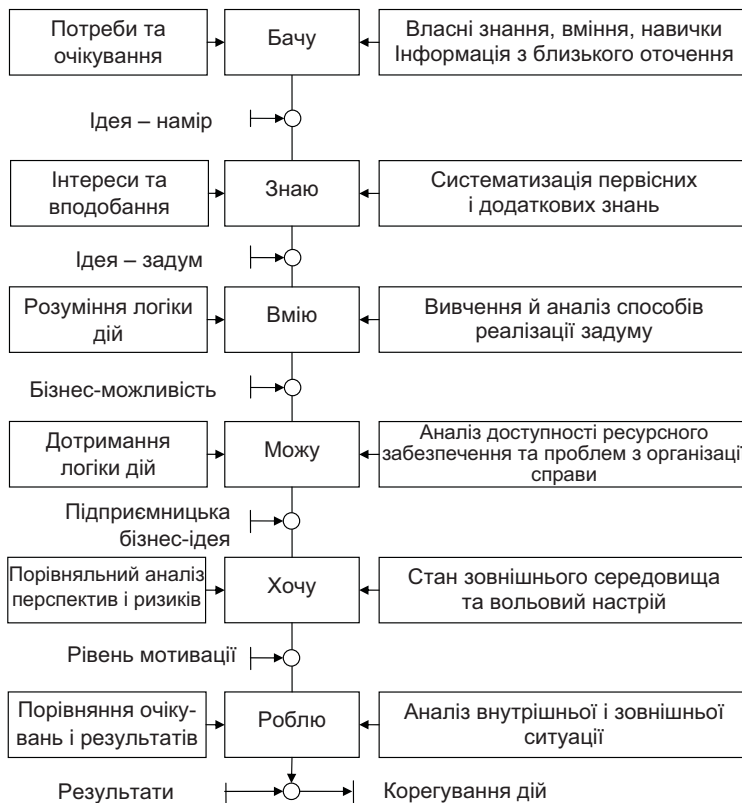 Потреби та
очікування
Бачу
Власні знання, вміння, навички
Інформація з близького оточення
Ідея – намір
Інтереси та
вподобання
Знаю
Систематизація первісних
і додаткових знань
Ідея – задум
Розуміння логіки
дій
Вмію
Вивчення й аналіз способів
реалізації задуму
Бізнес-можливість
Дотримання
логіки дій
Можу
Аналіз доступності ресурсного
забезпечення та проблем з організації
справи
Підприємницька
бізнес-ідея
Порівняльний аналіз
перспектив і ризиків
Хочу
Стан зовнішнього середовища
та вольовий настрій
Рівень мотивації
Порівняння очіку-
вань і результатів
Роблю
Аналіз внутрішньої і зовнішньої
ситуації
Результати
Корегування дій